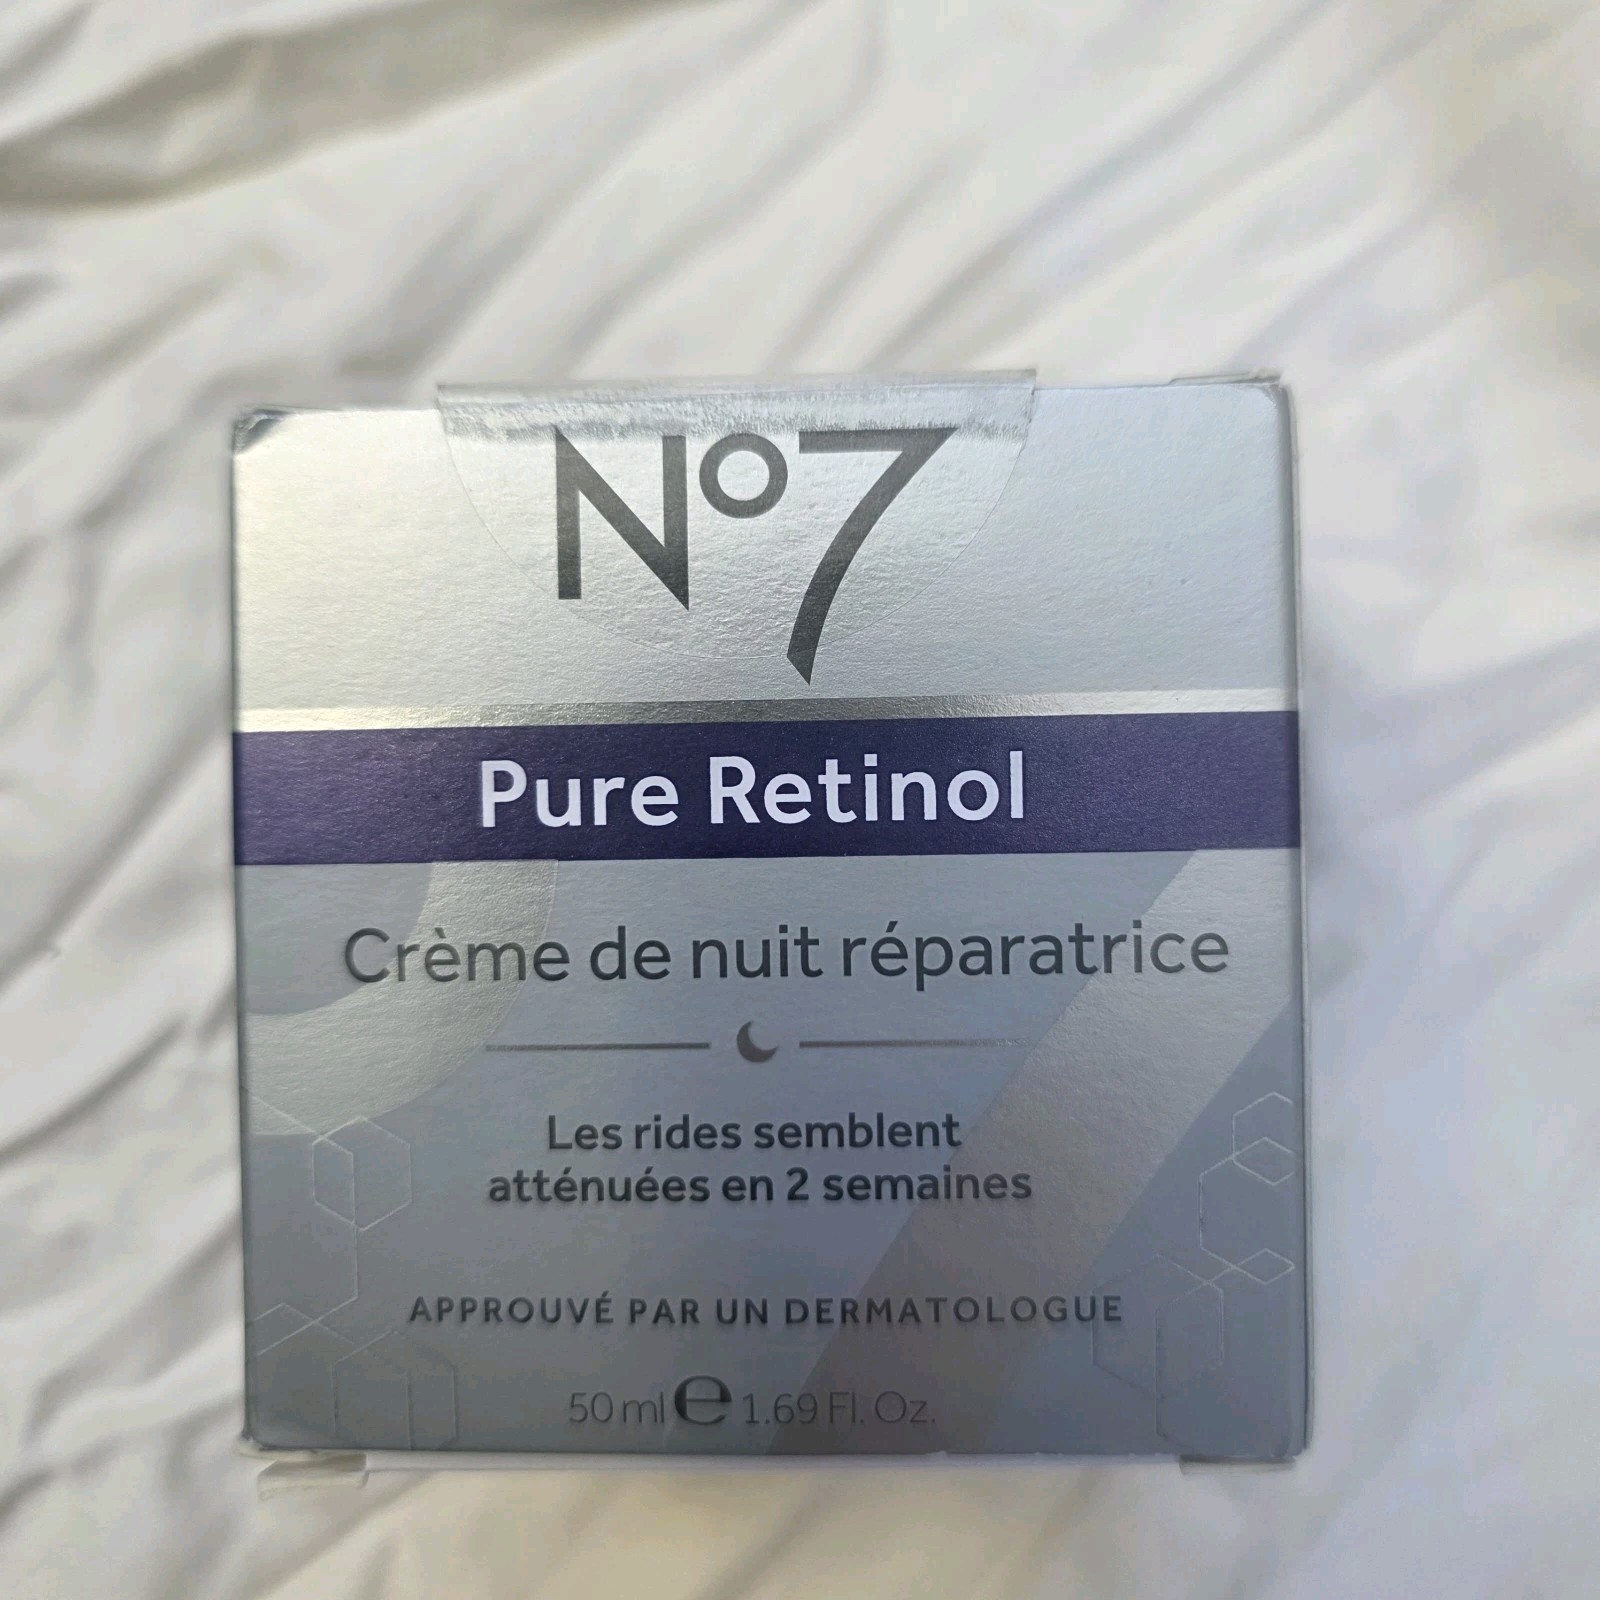 Nº7
Pure Retinol
Crème de nuit réparatrice
Les rides semblent
atténuées en 2 semaines
APPROUVÉ PAR UN DERMATOLOGUE
50 ml ℮ 1.69 Fl. Oz.